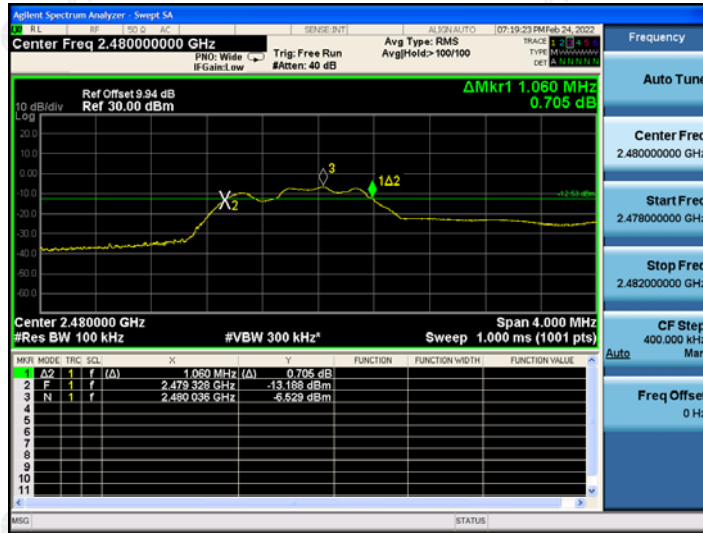 Agilent Spectrum Analyzer - Swept SA
RL RF 50 Ω AC SENSE:INT ALIGN AUTO 07:19:23 PM Feb 24, 2022
Center Freq 2.480000000 GHz
PNO: Wide Trig: Free Run
IFGain:Low #Atten: 40 dB
Avg Type: RMS
Avg|Hold:> 100/100
TRACE 1 2 3 4 5 6
TYPE M
DET A N N N N N
Ref Offset 9.94 dB
10 dB/div Ref 30.00 dBm
Log
ΔMkr1 1.060 MHz
0.705 dB
20.0
10.0
0.00
-10.0
-20.0
-30.0
-40.0
-50.0
-60.0
3
1Δ2
2
-12.53 dBm
Center 2.480000 GHz Span 4.000 MHz
#Res BW 100 kHz #VBW 300 kHz* Sweep 1.000 ms (1001 pts)
MKR MODE TRC SCL X Y FUNCTION FUNCTION WIDTH FUNCTION VALUE
1 Δ2 1 f (Δ) 1.060 MHz (Δ) 0.705 dB
2 F 1 f 2.479 328 GHz -13.188 dBm
3 N 1 f 2.480 036 GHz -6.529 dBm
4
5
6
7
8
9
10
11
MSG STATUS
Frequency
Auto Tune
Center Freq
2.480000000 GHz
Start Freq
2.478000000 GHz
Stop Freq
2.482000000 GHz
CF Step
400.000 kHz
Auto Man
Freq Offset
0 Hz